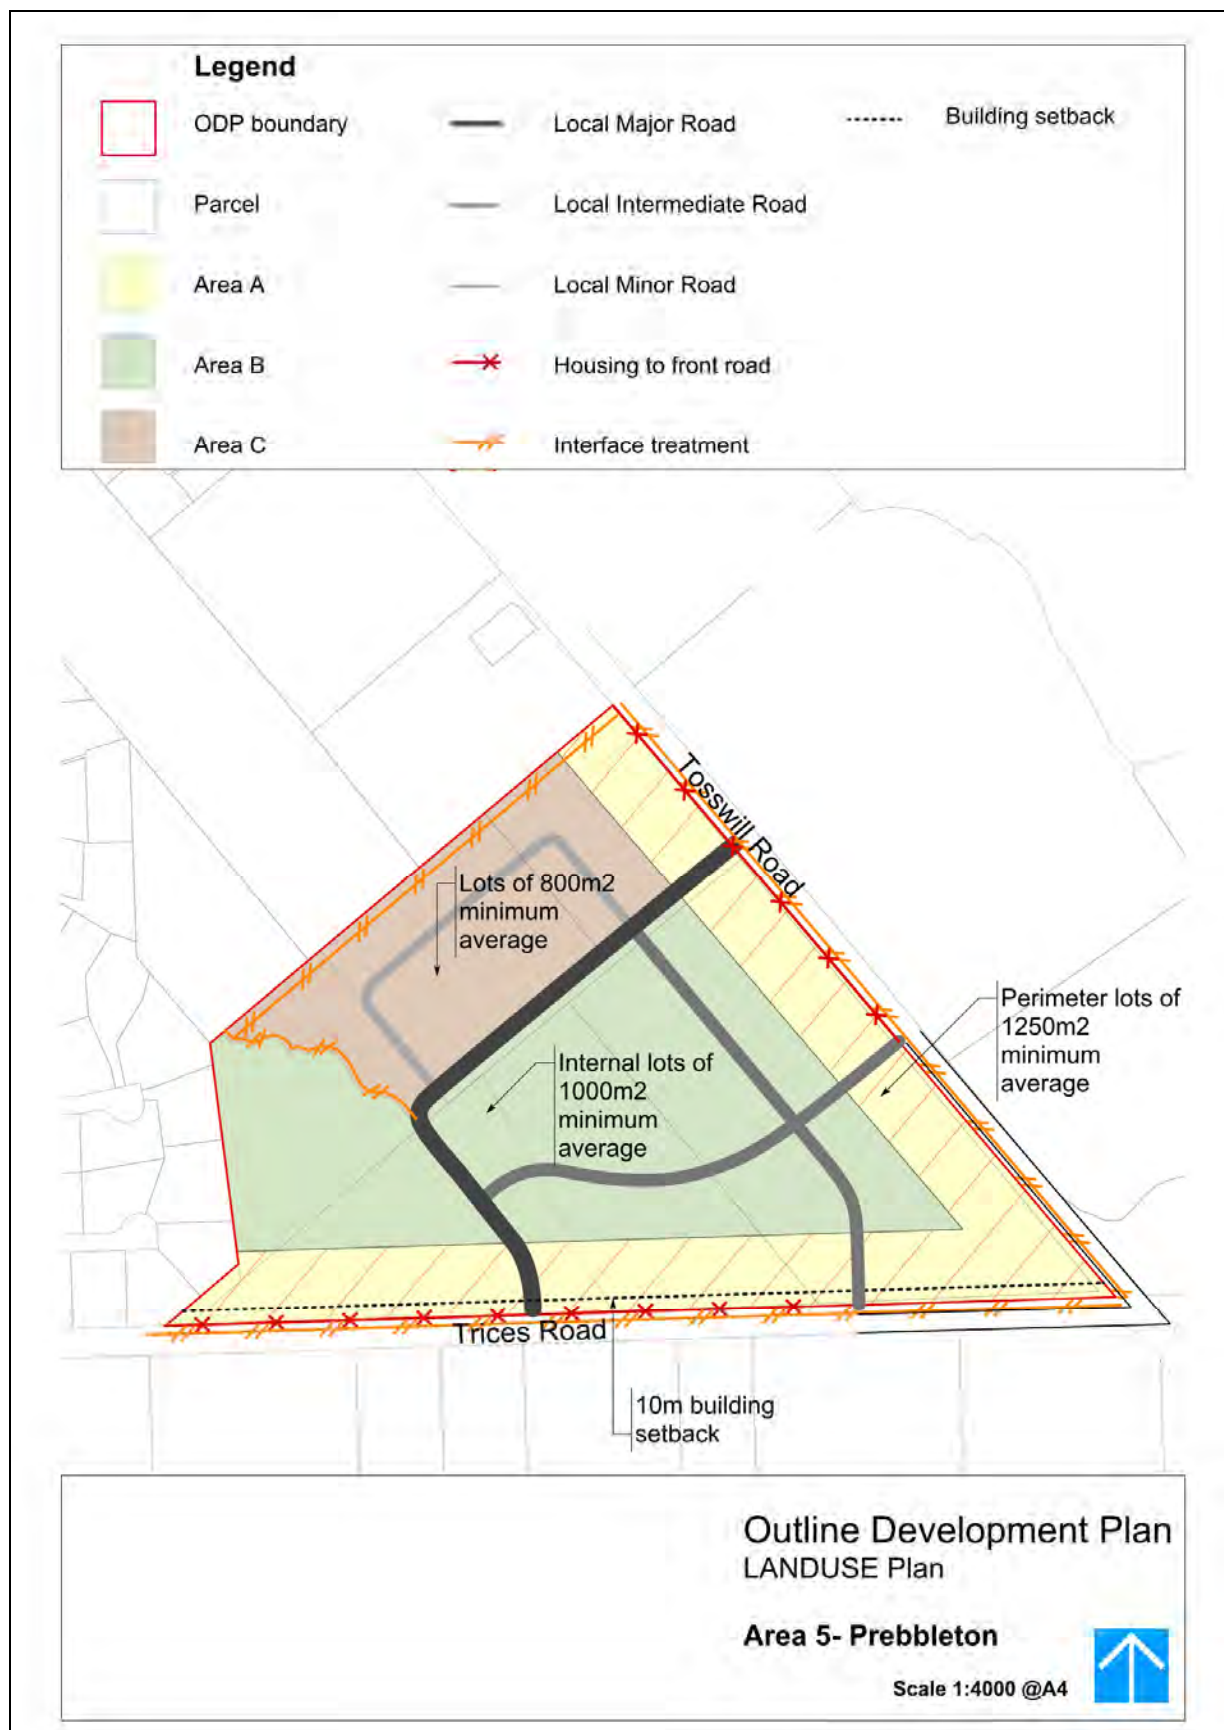 Legend
ODP boundary
Local Major Road
Building setback
Parcel
Local Intermediate Road
Area A
Local Minor Road
Area B
Housing to front road
Area C
Interface treatment
Tosswill Road
Lots of 800m2
minimum
average
Perimeter lots of
1250m2
minimum
average
Internal lots of
1000m2
minimum
average
Trices Road
10m building
setback
Outline Development Plan
LANDUSE Plan
Area 5- Prebbleton
Scale 1:4000 @A4